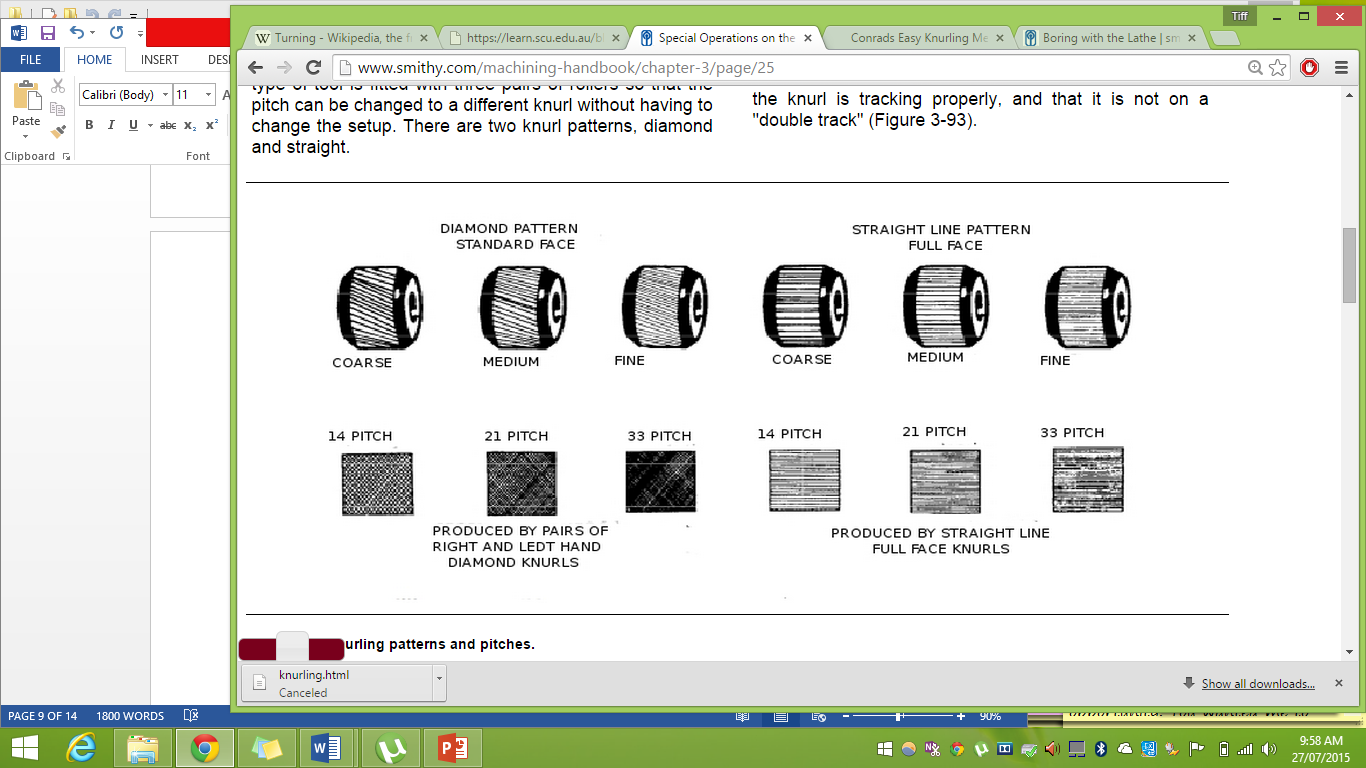 Tiff
Turning - Wikipedia, the f
https://learn.scu.edu.au/b
Special Operations on the
Conrads Easy Knurling Me
Boring with the Lathe | sm
www.smithy.com/machining-handbook/chapter-3/page/25
FILE HOME INSERT
Calibri (Body) 11 A
Paste
B I U abc x₂ x²
Clipboard Font
type of tool is fitted with three pairs of rollers so that the
pitch can be changed to a different knurl without having to
change the setup. There are two knurl patterns, diamond
and straight.
the knurl is tracking properly, and that it is not on a
"double track" (Figure 3-93).
DIAMOND PATTERN
STANDARD FACE
STRAIGHT LINE PATTERN
FULL FACE
COARSE MEDIUM FINE COARSE MEDIUM FINE
14 PITCH 21 PITCH 33 PITCH 14 PITCH 21 PITCH 33 PITCH
PRODUCED BY PAIRS OF
RIGHT AND LEDT HAND
DIAMOND KNURLS
PRODUCED BY STRAIGHT LINE
FULL FACE KNURLS
urling patterns and pitches.
knurling.html
Canceled
Show all downloads...
PAGE 9 OF 14 1800 WORDS 90%
9:58 AM
27/07/2015